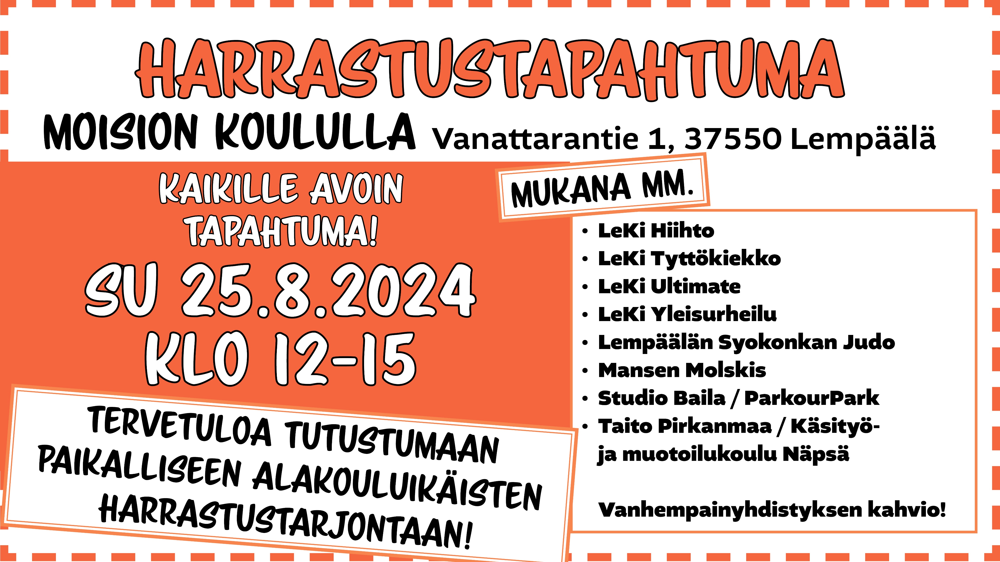 HARRASTUSTAPAHTUMA
MOISION KOULULLA Vanattarantie 1, 37550 Lempäälä
KAIKILLE AVOIN
TAPAHTUMA!
SU 25.8.2024
KLO 12-15
TERVETULOA TUTUSTUMAAN
PAIKALLISEEN ALAKOULUIKÄISTEN
HARRASTUSTARJONTAAN!
MUKANA MM.
• LeKi Hiihto
• LeKi Tyttökiekko
• LeKi Ultimate
• LeKi Yleisurheilu
• Lempäälän Syokonkan Judo
• Mansen Molskis
• Studio Baila / ParkourPark
• Taito Pirkanmaa / Käsityö-
ja muotoilukoulu Näpsä
Vanhempainyhdistyksen kahvio!